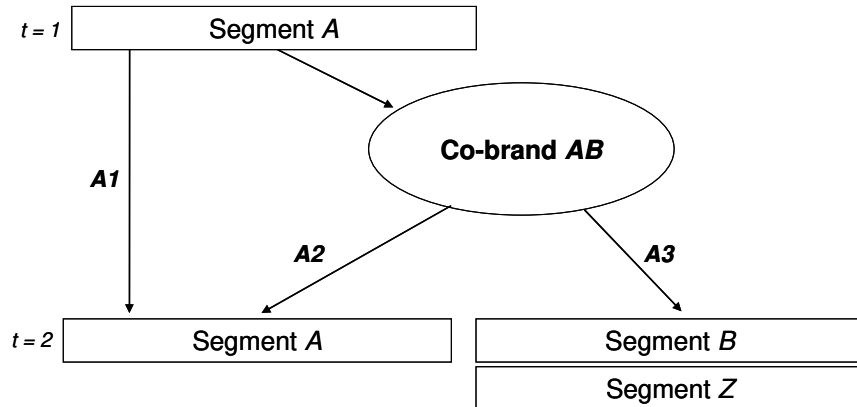 t = 1
Segment A
Co-brand AB
A1
A2
A3
t = 2
Segment A
Segment B
Segment Z